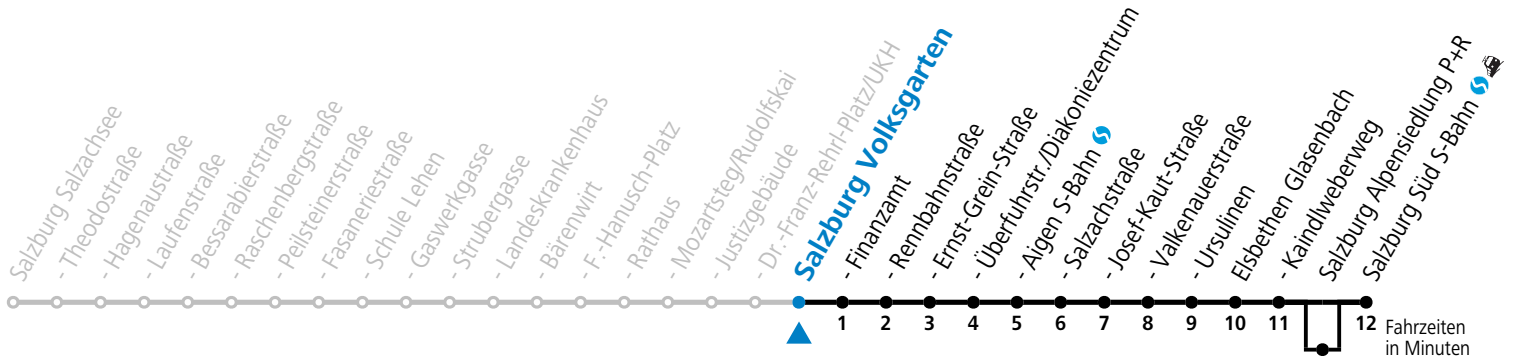 Salzburg Salzachsee
- Theodostraße
- Hagenaustraße
- Laufenstraße
- Bessarabierstraße
- Raschenbergstraße
- Peilsteinerstraße
- Fasaneriestraße
- Schule Lehen
- Gaswerkgasse
- Strubergasse
- Landeskrankenhaus
- Bärenwirt
- F.-Hanusch-Platz
- Rathaus
- Mozartsteg/Rudolfskai
- Justizgebäude
- Dr.-Franz-Rehrl-Platz/UKH
Salzburg Volksgarten
- Finanzamt
- Rennbahnstraße
- Ernst-Grein-Straße
- Überfuhrstr./Diakoniezentrum
- Aigen S-Bahn
- Salzachstraße
- Josef-Kaut-Straße
- Valkenauerstraße
- Ursulinen
Elsbethen Glasenbach
- Kaindlweberweg
Salzburg Alpensiedlung P+R
Salzburg Süd S-Bahn
1 2 3 4 5 6 7 8 9 10 11 12
Fahrzeiten
in Minuten